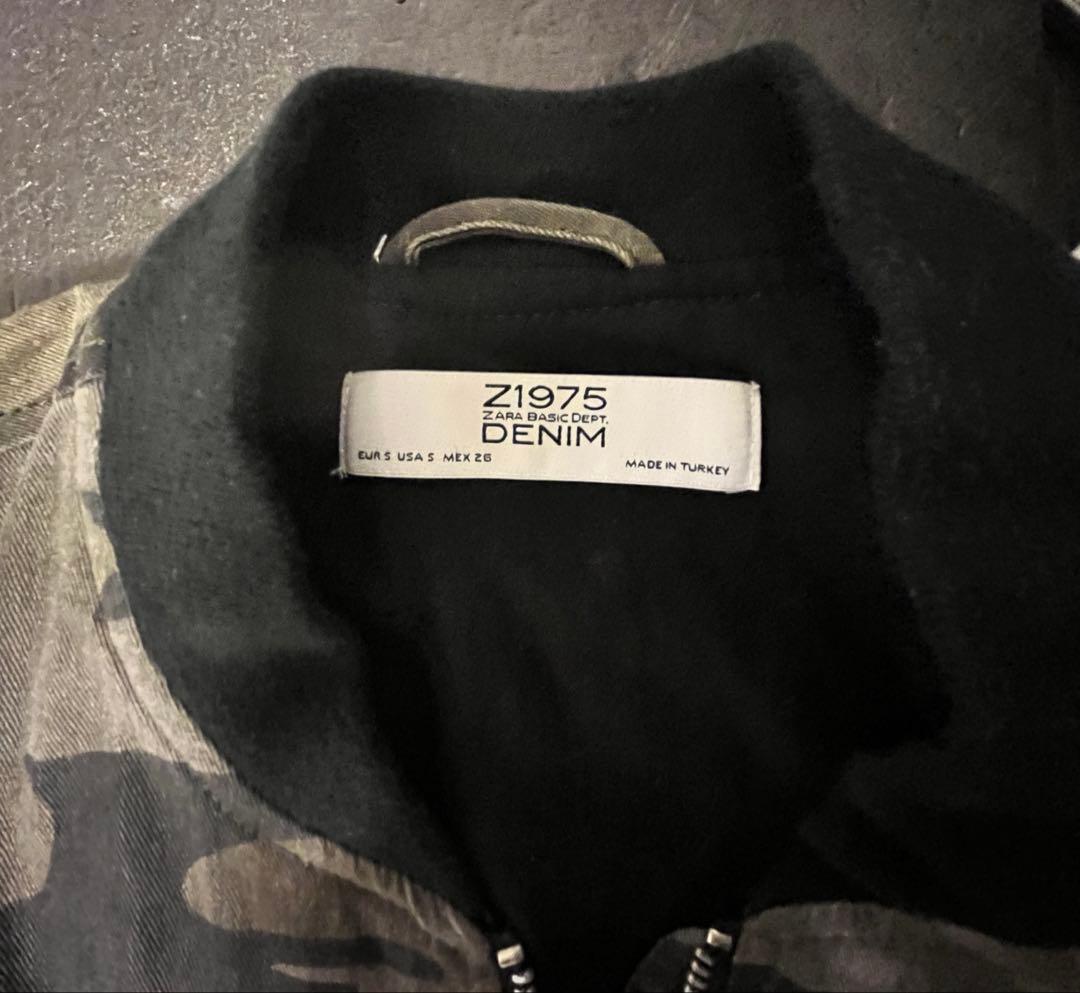 Z1975
ZARA BASIC DEPT.
DENIM
EUR S USA S MEX 26
MADE IN TURKEY